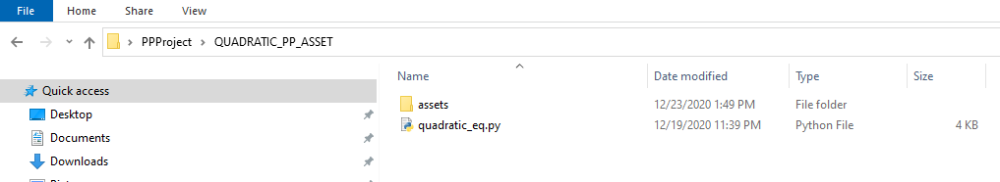 File Home Share View
PPProject QUADRATIC_PP_ASSET
Name Date modified Type Size
Quick access
assets 12/23/2020 1:49 PM File folder
Desktop
quadratic_eq.py 12/19/2020 11:39 PM Python File 4 KB
Documents
Downloads